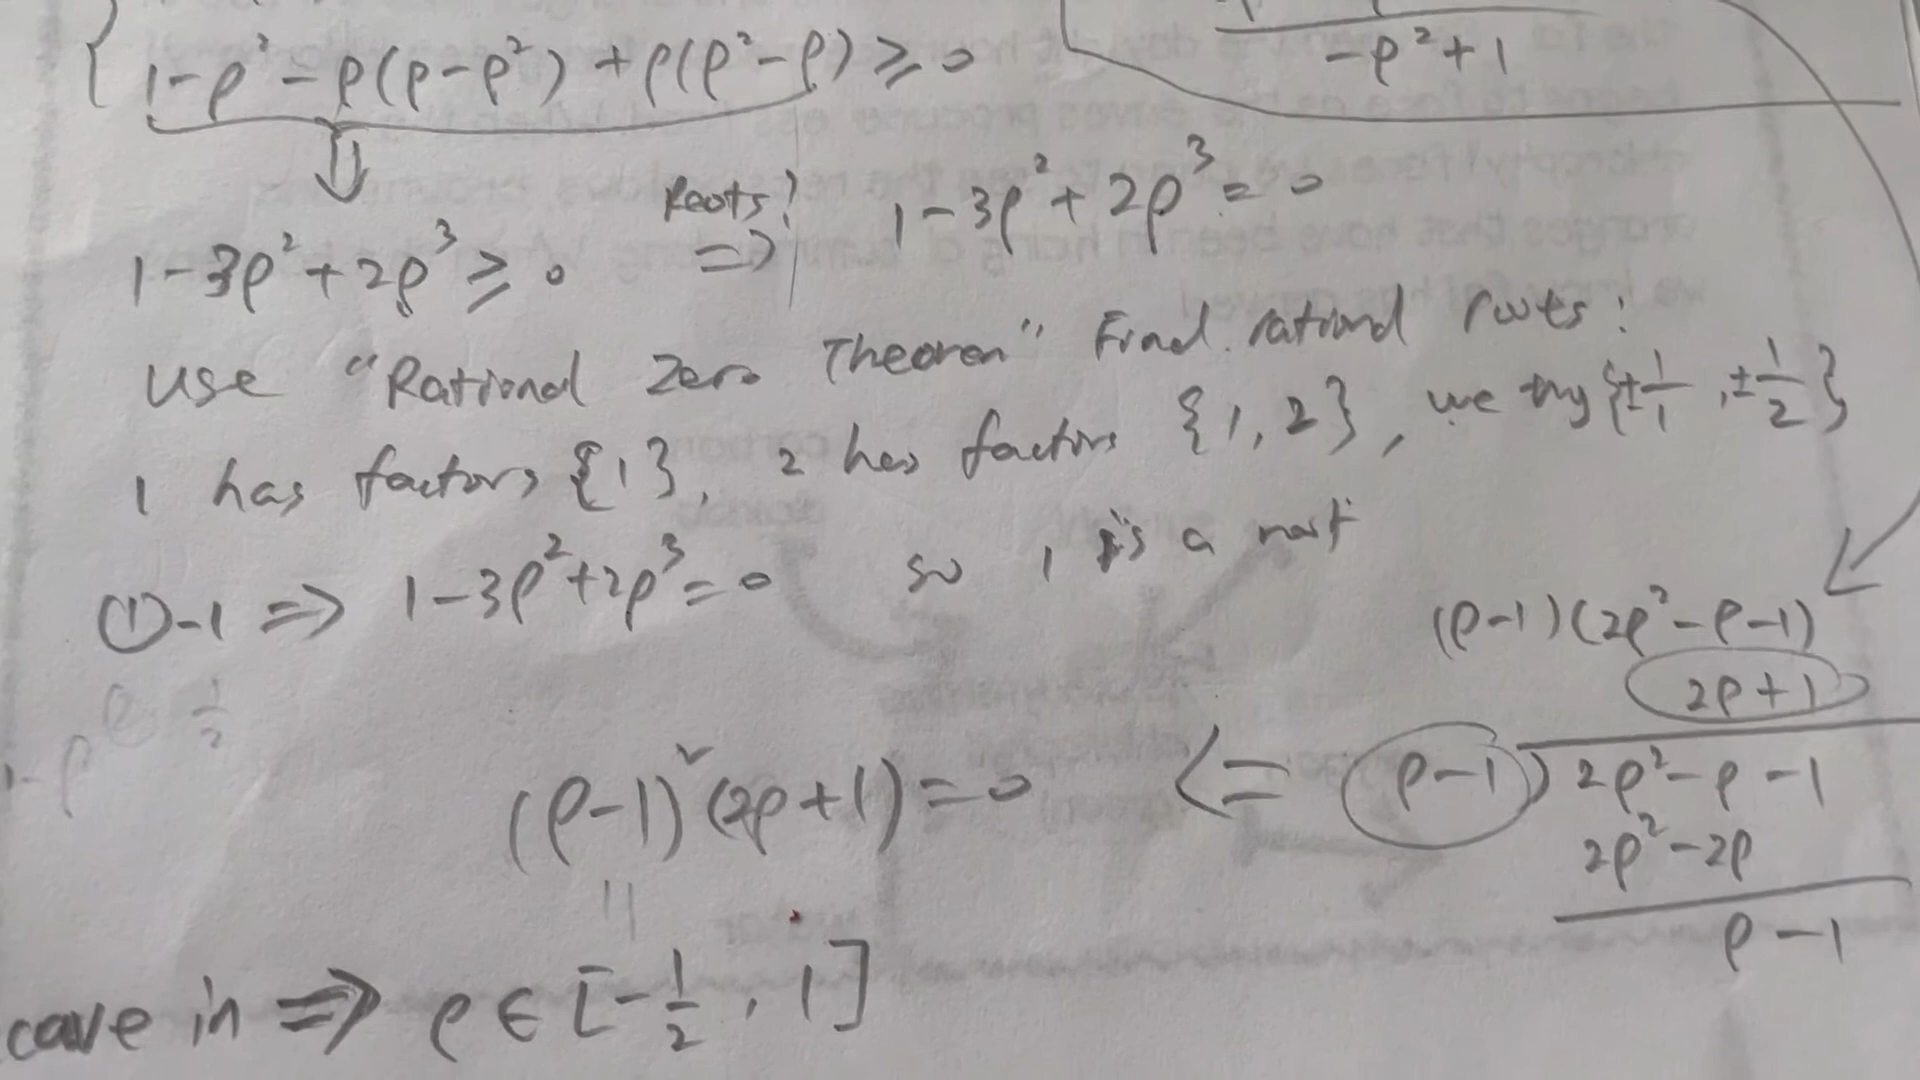 1-ρ²-ρ(ρ-ρ²)+ρ(ρ²-ρ)≥0
-ρ²+1
⇓
1-3ρ²+2ρ³≥0 Roots? ⇒ 1-3ρ²+2ρ³=0
Use "Rational Zero Theorem" Find rational roots:
1 has factors {1}, 2 has factors {1,2}, we try {±1/1, ±1/2}
①-1 ⇒ 1-3ρ²+2ρ³=0 so 1 is a root
(ρ-1)(2ρ²-ρ-1)
2ρ+1
(ρ-1)²(2ρ+1)=0 ⇐ ρ-1) 2ρ²-ρ-1
2ρ²-2ρ
ρ-1
cave in ⇒ ρ∈[-1/2, 1]